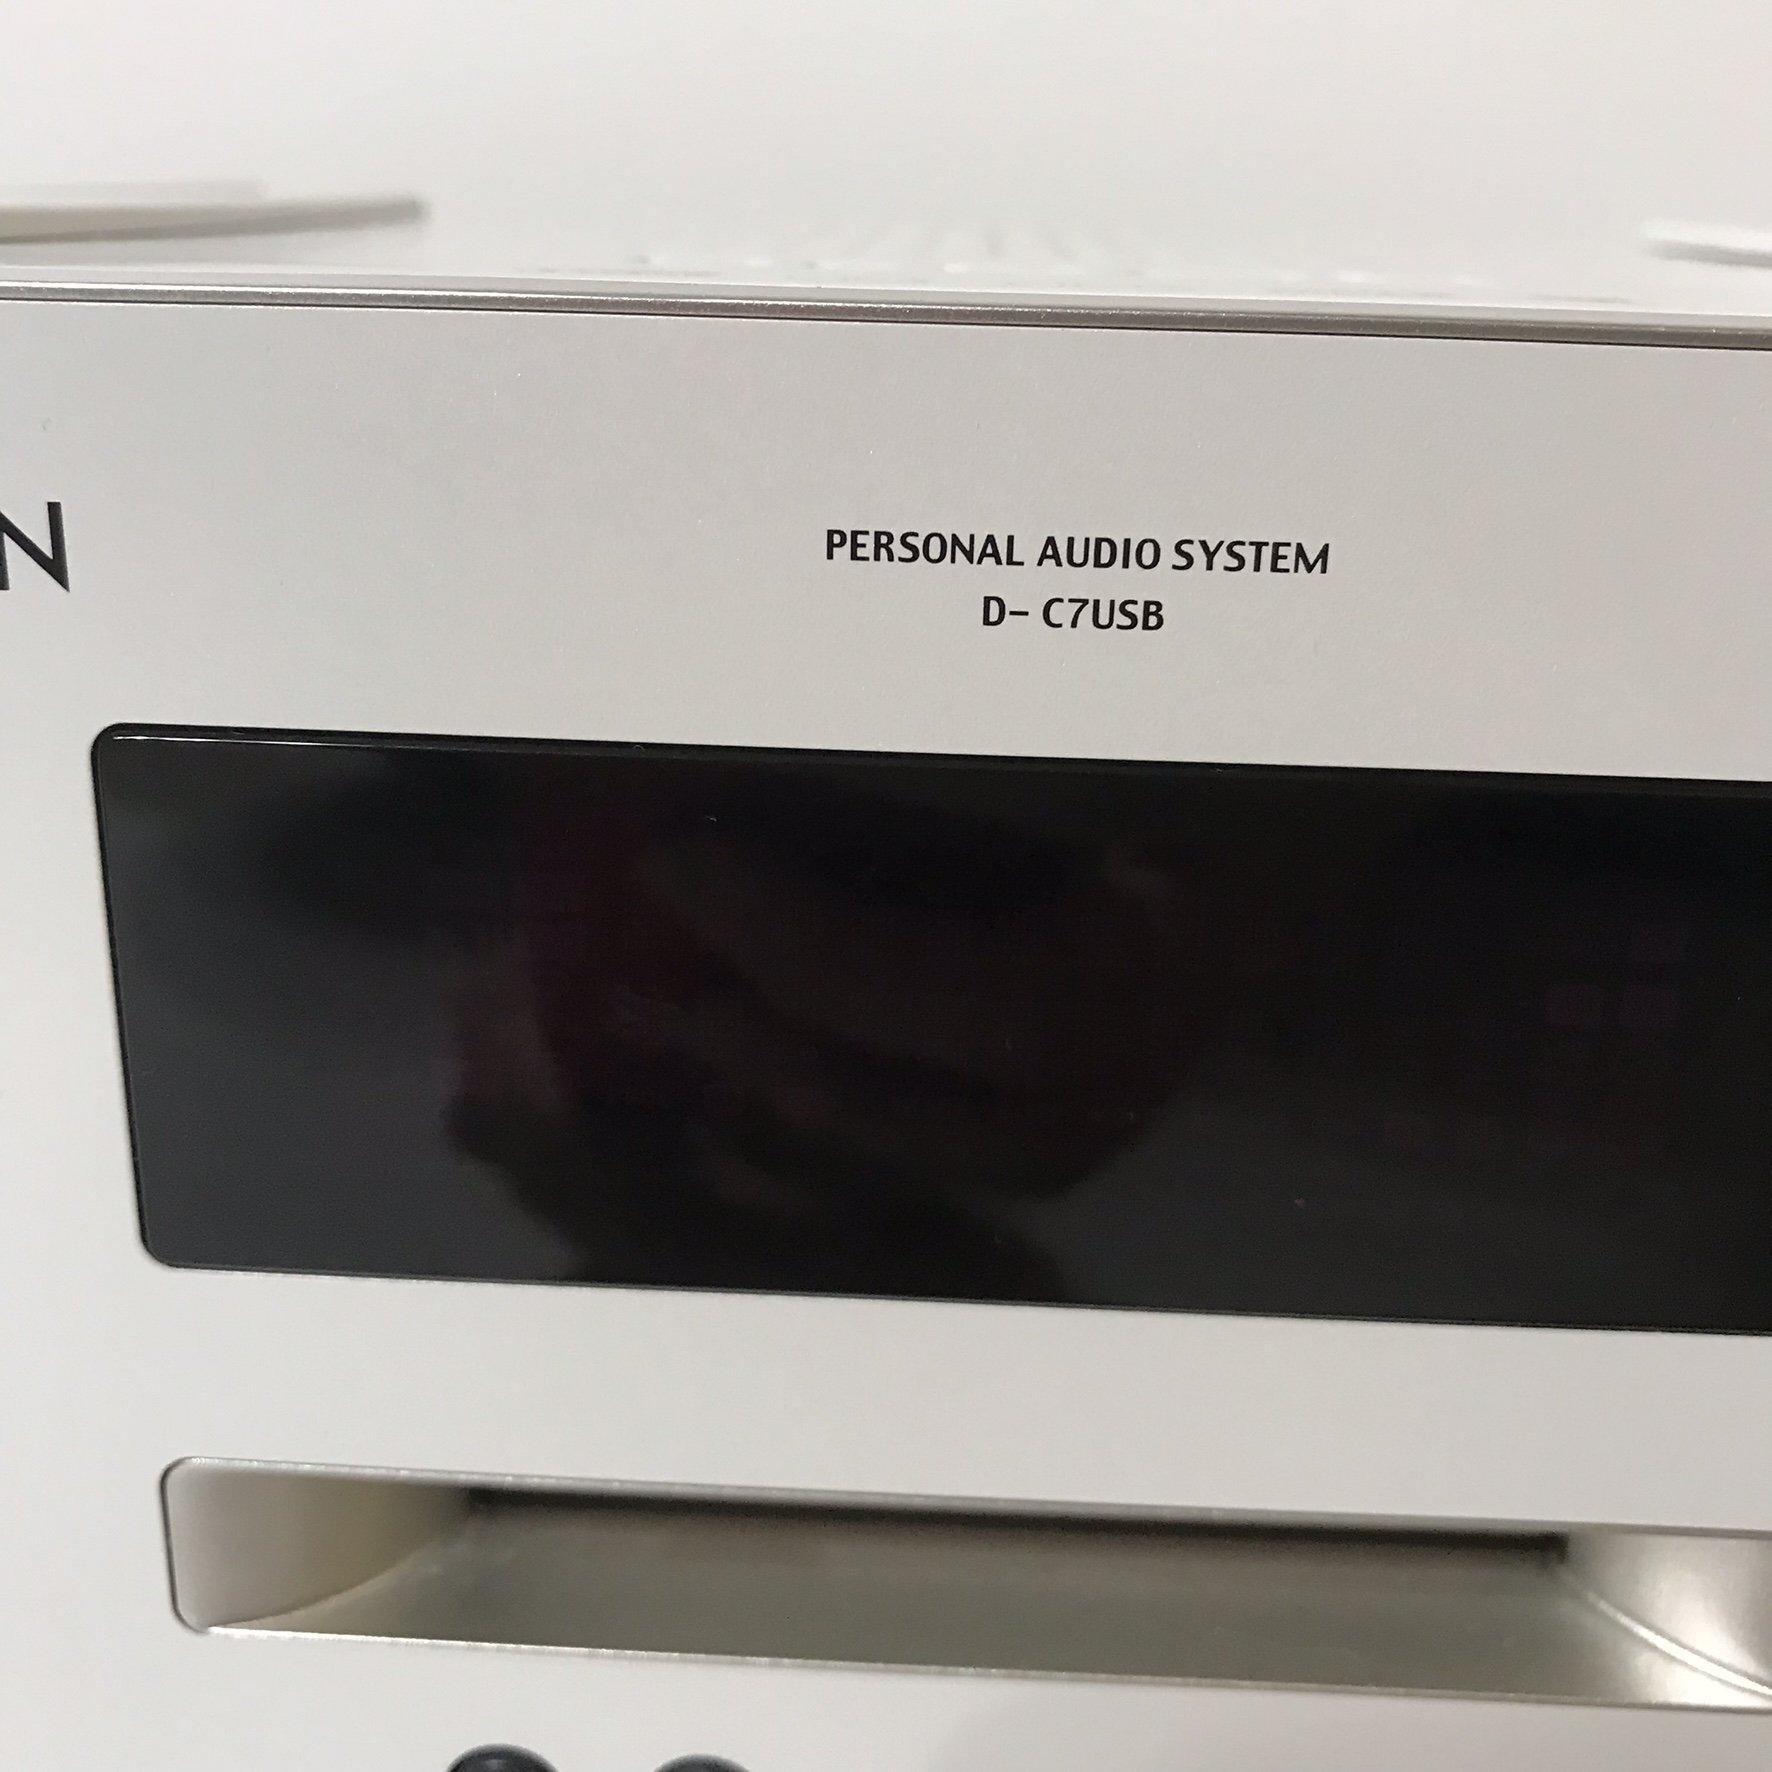 N
PERSONAL AUDIO SYSTEM
D- C7USB